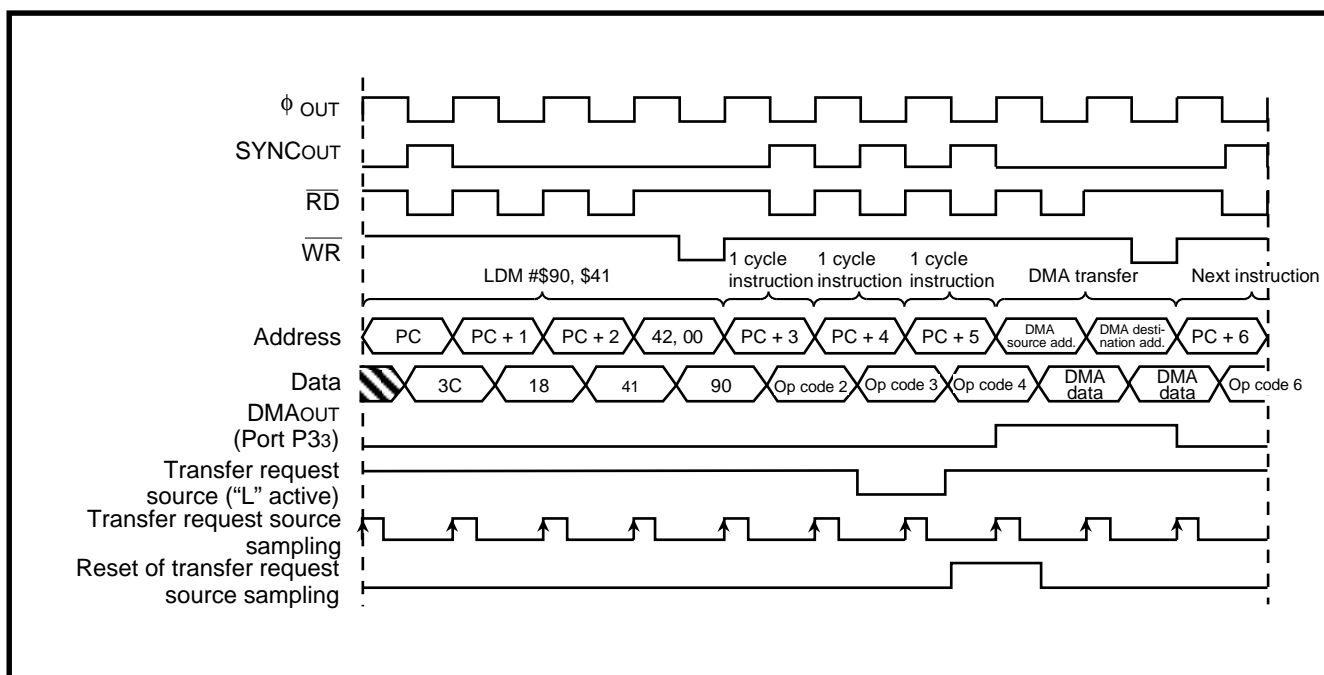 ϕ OUT
SYNCOUT
RD
WR
1 cycle instruction
1 cycle instruction
1 cycle instruction
LDM #$90, $41
DMA transfer
Next instruction
Address
PC
PC + 1
PC + 2
42, 00
PC + 3
PC + 4
PC + 5
DMA source add.
DMA desti-nation add.
PC + 6
Data
3C
18
41
90
Op code 2
Op code 3
Op code 4
DMA data
DMA data
Op code 6
DMAOUT
(Port P33)
Transfer request
source (“L” active)
Transfer request source
sampling
Reset of transfer request
source sampling